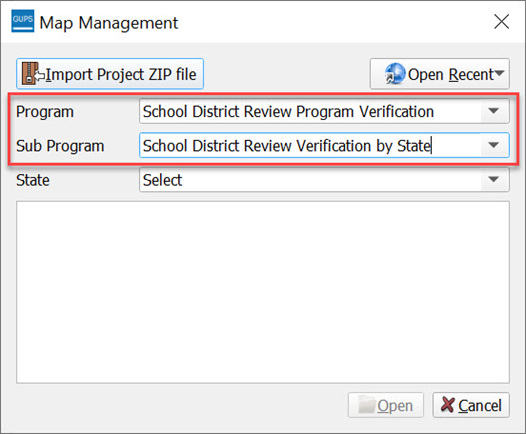 GUPS Map Management
Import Project ZIP file Open Recent
Program School District Review Program Verification
Sub Program School District Review Verification by State
State Select
Open Cancel